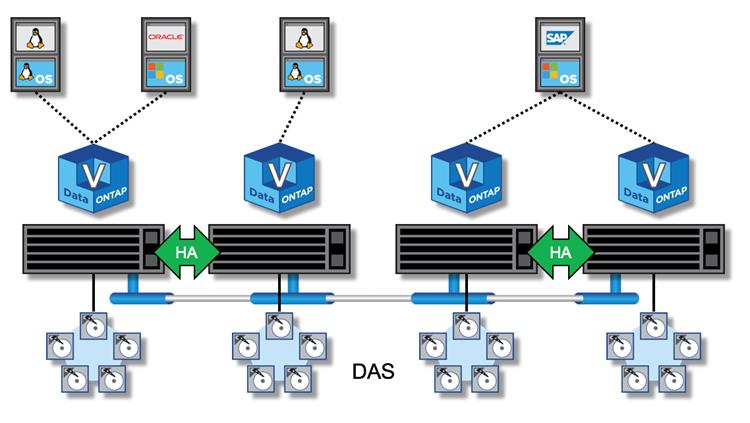 ORACLE
SAP
OS
OS
OS
OS
V
Data ONTAP
V
Data ONTAP
V
Data ONTAP
V
Data ONTAP
HA
HA
DAS